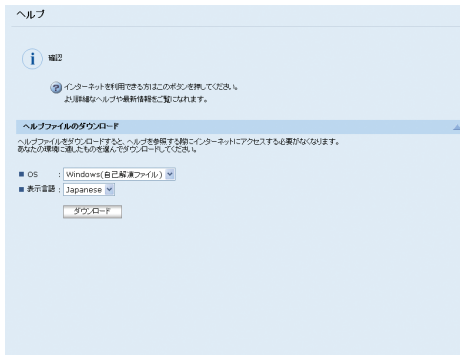 ヘルプ
確認
インターネットを利用できる方はこのボタンを押してください。
より詳細なヘルプや最新情報をご覧になれます。
ヘルプファイルのダウンロード
ヘルプファイルをダウンロードすると、ヘルプを参照する際にインターネットにアクセスする必要がなくなります。
あなたの環境に適したものを選んでダウンロードしてください。
OS : Windows(自己解凍ファイル)
表示言語 : Japanese
ダウンロード